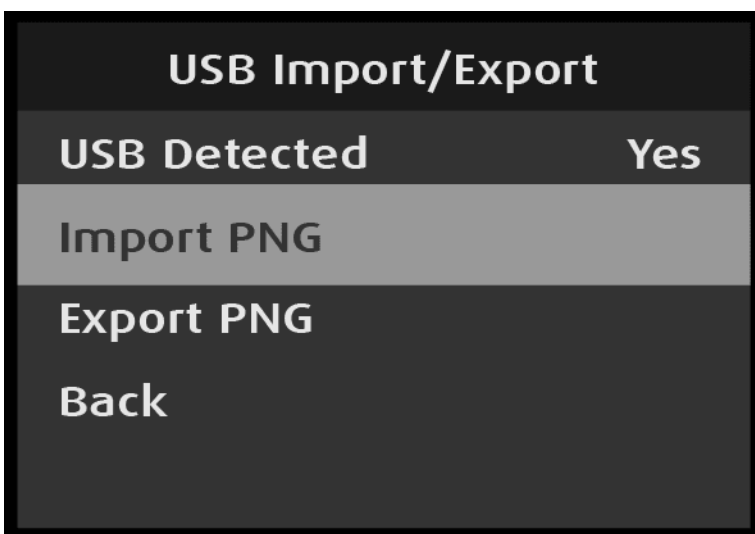 USB Import/Export
USB Detected Yes
Import PNG
Export PNG
Back